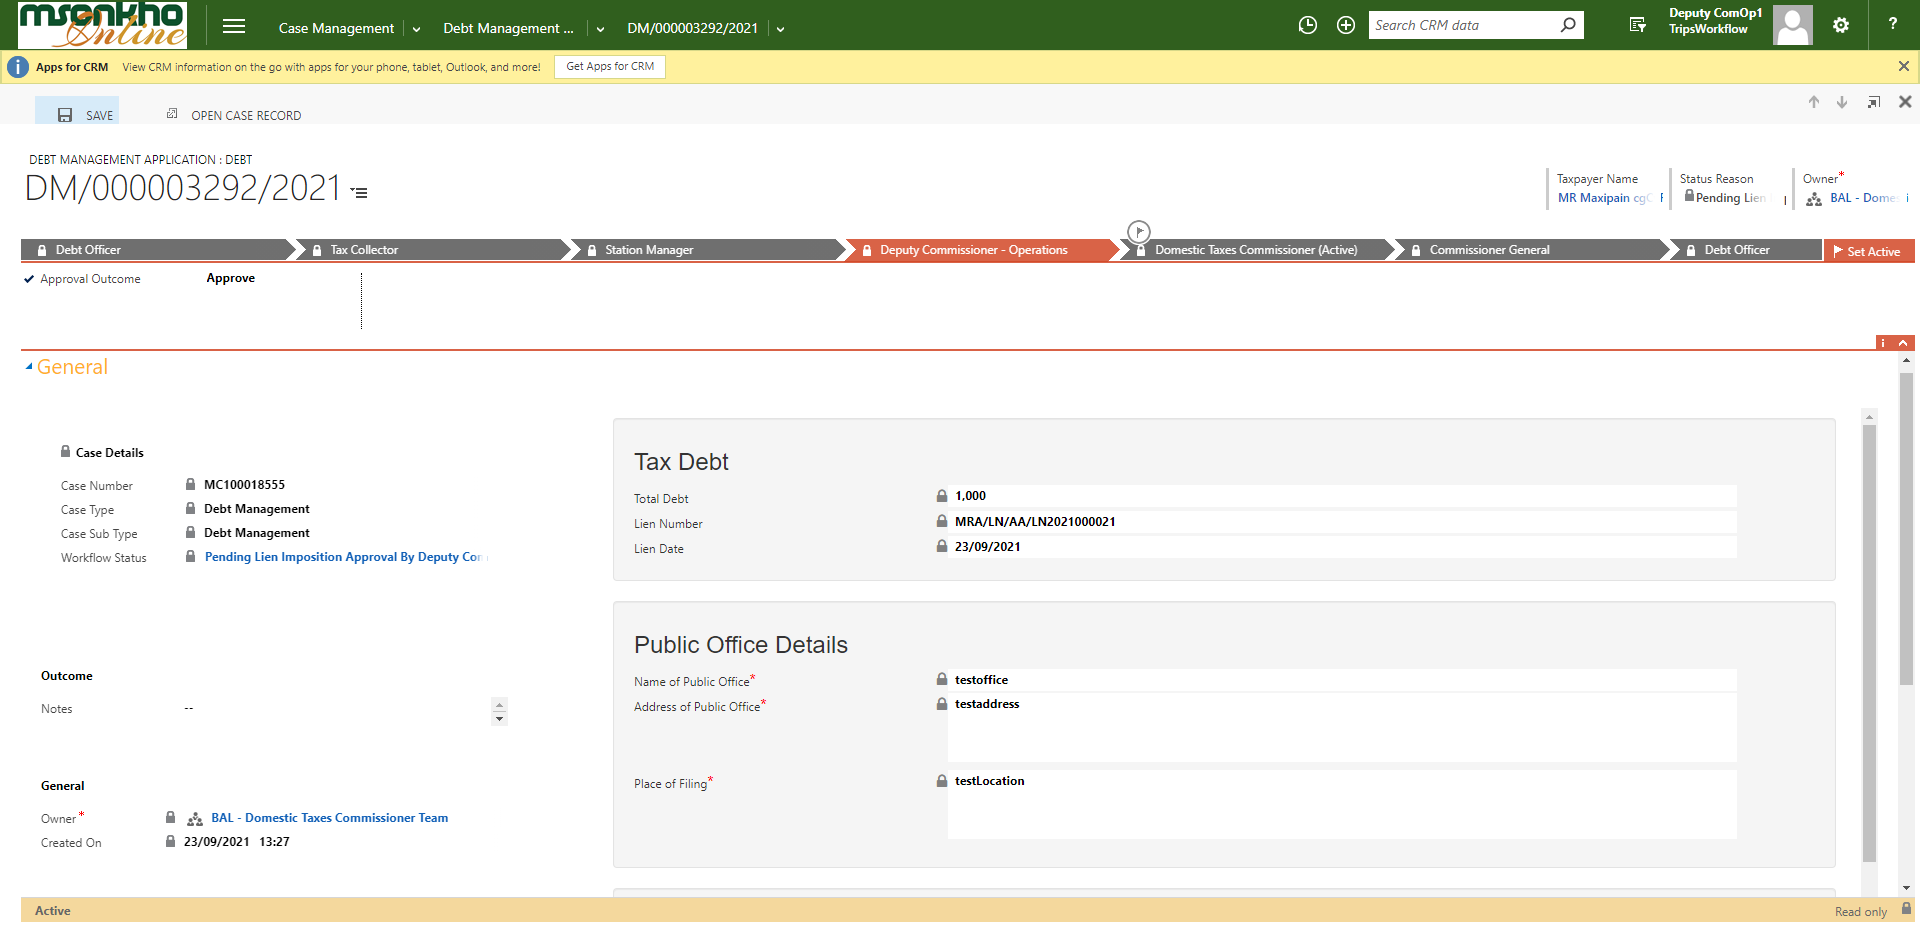 msonkho
Online
Case Management
Debt Management ...
DM/000003292/2021
Search CRM data
Deputy ComOp1
TripsWorkflow
?
i
Apps for CRM
View CRM information on the go with apps for your phone, tablet, Outlook, and more!
Get Apps for CRM
SAVE
OPEN CASE RECORD
DEBT MANAGEMENT APPLICATION : DEBT
DM/000003292/2021
Taxpayer Name
MR Maxipain cgC
Status Reason
Pending Lien
Owner*
BAL - Domes
Debt Officer
Tax Collector
Station Manager
Deputy Commissioner - Operations
Domestic Taxes Commissioner (Active)
Commissioner General
Debt Officer
Set Active
Approval Outcome
Approve
i
General
Case Details
Case Number
MC100018555
Case Type
Debt Management
Case Sub Type
Debt Management
Workflow Status
Pending Lien Imposition Approval By Deputy Com
Outcome
Notes
--
General
Owner*
BAL - Domestic Taxes Commissioner Team
Created On
23/09/2021 13:27
Tax Debt
Total Debt
1,000
Lien Number
MRA/LN/AA/LN2021000021
Lien Date
23/09/2021
Public Office Details
Name of Public Office*
testoffice
Address of Public Office*
testaddress
Place of Filing*
testLocation
Active
Read only